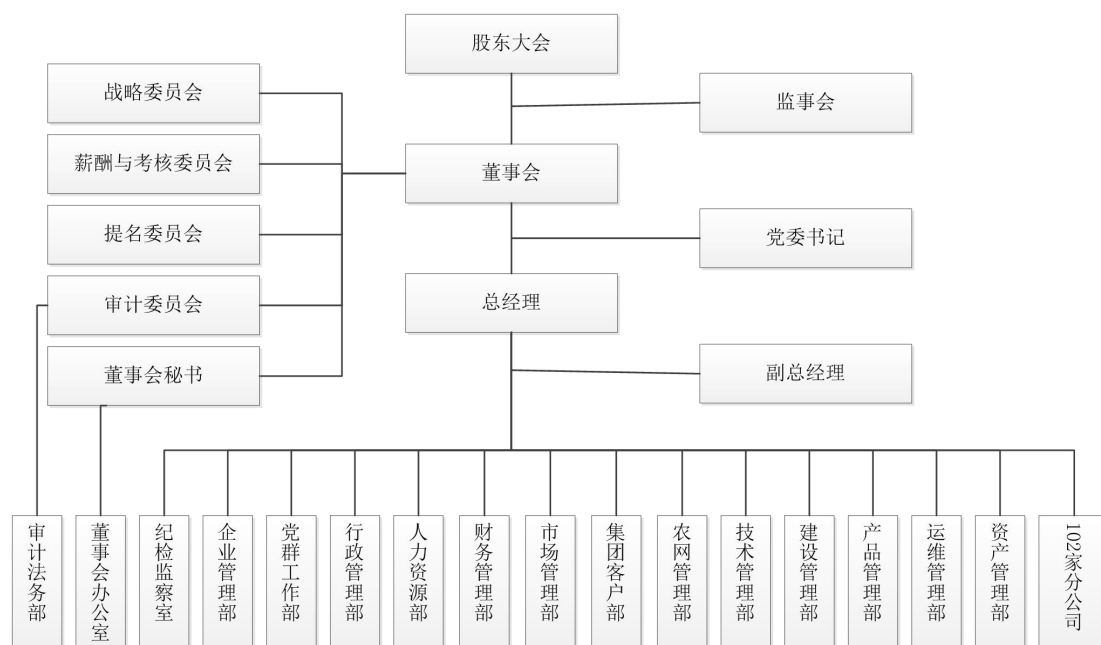 股东大会
战略委员会
监事会
薪酬与考核委员会
董事会
提名委员会
党委书记
审计委员会
总经理
董事会秘书
副总经理
审计法务部
董事会办公室
纪检监察室
企业管理部
党群工作部
行政管理部
人力资源部
财务管理部
市场管理部
集团客户部
农网管理部
技术管理部
建设管理部
产品管理部
运维管理部
资产管理部
102家分公司